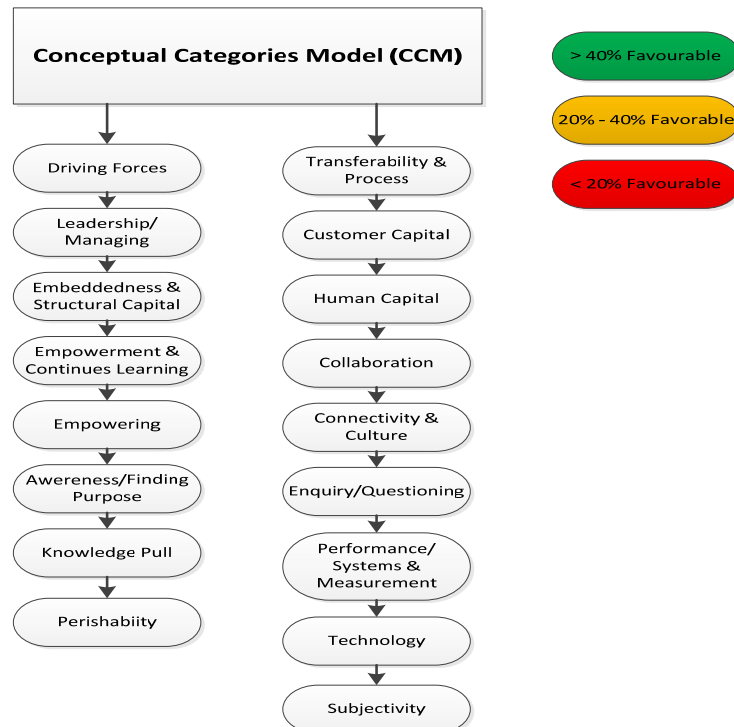 Conceptual Categories Model (CCM)
Driving Forces
Leadership/
Managing
Embeddedness &
Structural Capital
Empowerment &
Continues Learning
Empowering
Awereness/Finding
Purpose
Knowledge Pull
Perishabiity
Transferability &
Process
Customer Capital
Human Capital
Collaboration
Connectivity &
Culture
Enquiry/Questioning
Performance/
Systems &
Measurement
Technology
Subjectivity
> 40% Favourable
20% - 40% Favorable
< 20% Favourable